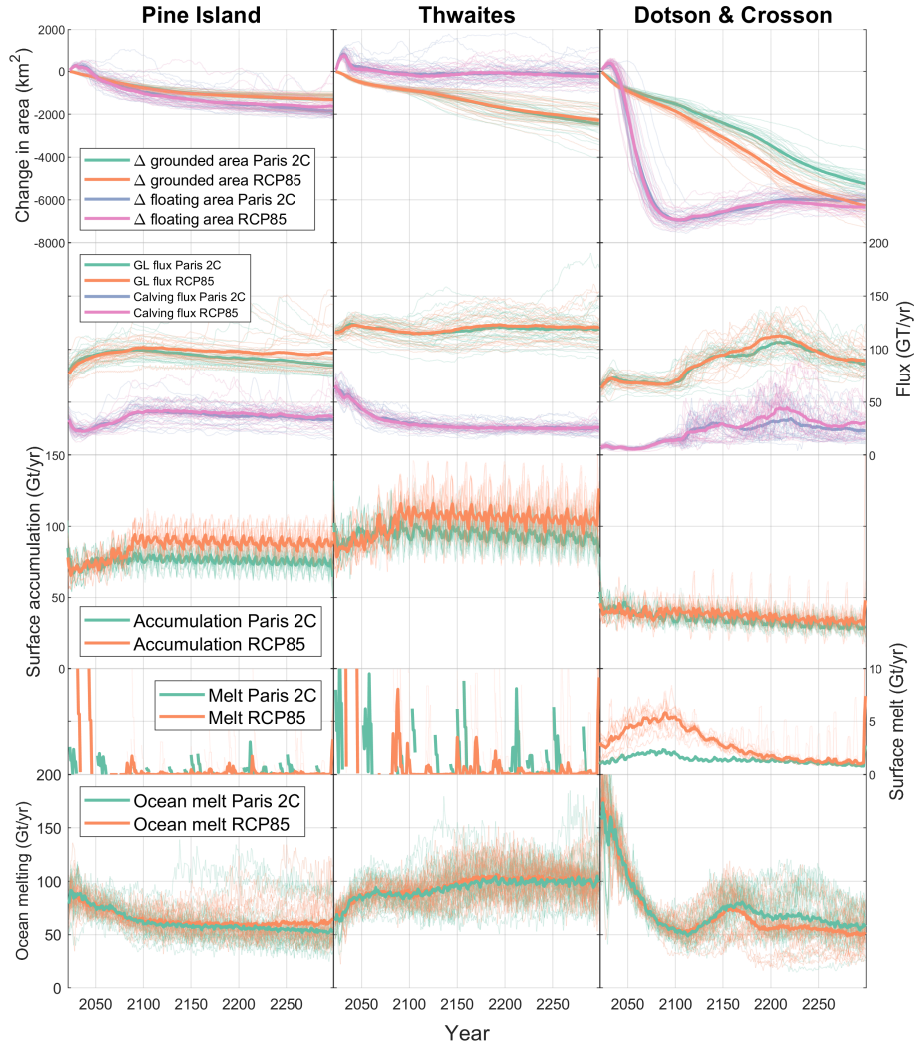 Pine Island
Thwaites
Dotson & Crosson
Change in area (km2)
2000
0
-2000
-4000
-6000
-8000
Δ grounded area Paris 2C
Δ grounded area RCP85
Δ floating area Paris 2C
Δ floating area RCP85
GL flux Paris 2C
GL flux RCP85
Calving flux Paris 2C
Calving flux RCP85
200
150
100
50
0
Flux (GT/yr)
Surface accumulation (Gt/yr)
150
100
50
0
Accumulation Paris 2C
Accumulation RCP85
Melt Paris 2C
Melt RCP85
10
5
0
Surface melt (Gt/yr)
Ocean melting (Gt/yr)
200
150
100
50
0
Ocean melt Paris 2C
Ocean melt RCP85
2050 2100 2150 2200 2250
2050 2100 2150 2200 2250
2050 2100 2150 2200 2250
Year